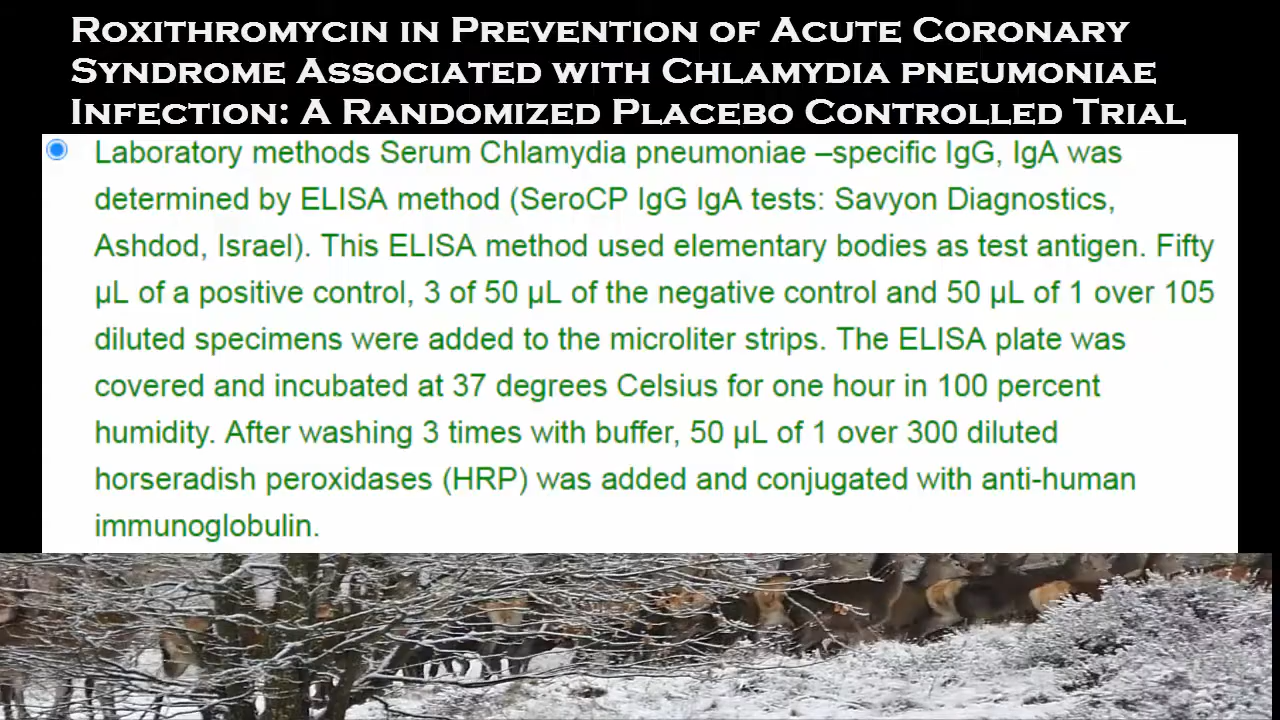 Roxithromycin in Prevention of Acute Coronary
Syndrome Associated with Chlamydia pneumoniae
Infection: A Randomized Placebo Controlled Trial
Laboratory methods Serum Chlamydia pneumoniae –specific IgG, IgA was
determined by ELISA method (SeroCP IgG IgA tests: Savyon Diagnostics,
Ashdod, Israel). This ELISA method used elementary bodies as test antigen. Fifty
μL of a positive control, 3 of 50 μL of the negative control and 50 μL of 1 over 105
diluted specimens were added to the microliter strips. The ELISA plate was
covered and incubated at 37 degrees Celsius for one hour in 100 percent
humidity. After washing 3 times with buffer, 50 μL of 1 over 300 diluted
horseradish peroxidases (HRP) was added and conjugated with anti-human
immunoglobulin.